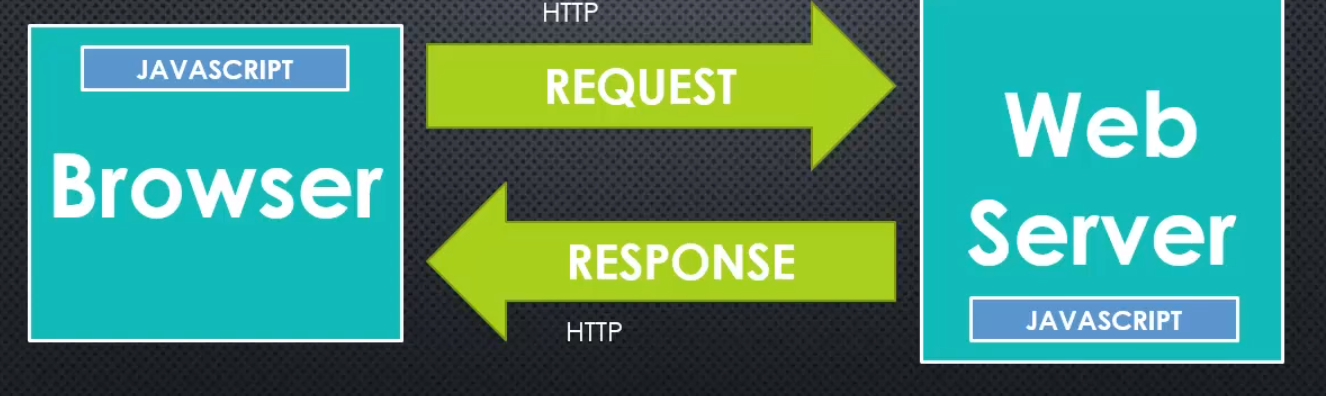 HTTP
JAVASCRIPT
Browser
REQUEST
RESPONSE
HTTP
Web
Server
JAVASCRIPT